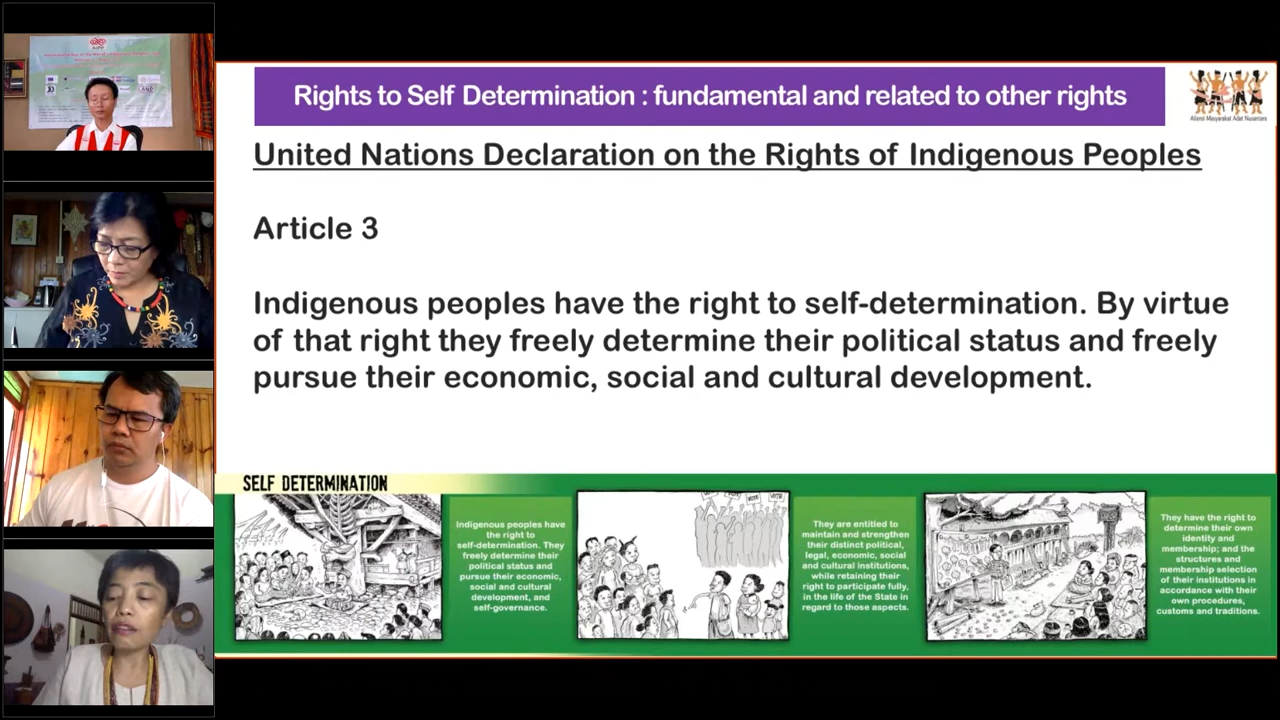 Rights to Self Determination : fundamental and related to other rights
Aliansi Masyarakat Adat Nusantara
United Nations Declaration on the Rights of Indigenous Peoples
Article 3
Indigenous peoples have the right to self-determination. By virtue
of that right they freely determine their political status and freely
pursue their economic, social and cultural development.
SELF DETERMINATION
Indigenous peoples have
the right to
self-determination. They
freely determine their
political status and
pursue their economic,
social and cultural
development, and
self-governance.
They are entitled to
maintain and strengthen
their distinct political,
legal, economic, social
and cultural institutions,
while retaining their
right to participate fully,
in the life of the State in
regard to those aspects.
They have the right to
determine their own
identity and
membership; and the
structures and
membership selection
of their institutions in
accordance with their
own procedures,
customs and traditions.
AIPP